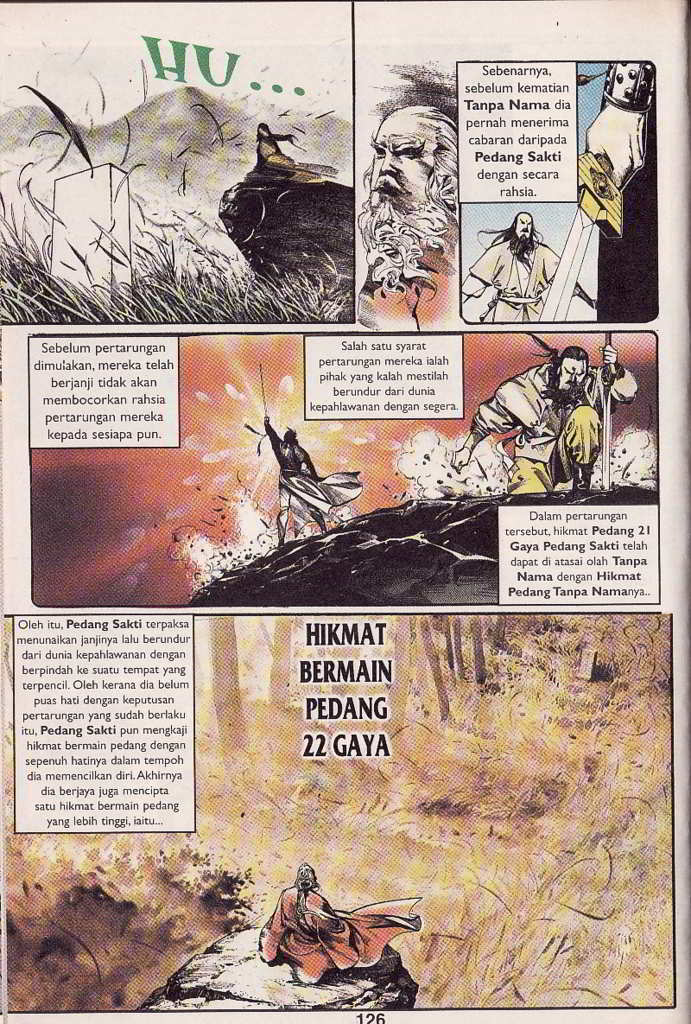 HU...
Sebenarnya,
sebelum kematian
Tanpa Nama dia
pernah menerima
cabaran daripada
Pedang Sakti
dengan secara
rahsia.
Sebelum pertarungan
dimulakan, mereka telah
berjanji tidak akan
membocorkan rahsia
pertarungan mereka
kepada sesiapa pun.
Salah satu syarat
pertarungan mereka ialah
pihak yang kalah mestilah
berundur dari dunia
kepahlawanan dengan segera.
Dalam pertarungan
tersebut, hikmat Pedang 21
Gaya Pedang Sakti telah
dapat di atasai olah Tanpa
Nama dengan Hikmat
Pedang Tanpa Namanya..
Oleh itu, Pedang Sakti terpaksa
menunaikan janjinya lalu berundur
dari dunia kepahlawanan dengan
berpindah ke suatu tempat yang
terpencil. Oleh kerana dia belum
puas hati dengan keputusan
pertarungan yang sudah berlaku
itu, Pedang Sakti pun mengkaji
hikmat bermain pedang dengan
sepenuh hatinya dalam tempoh
dia memencilkan diri. Akhirnya
dia berjaya juga mencipta
satu hikmat bermain pedang
yang lebih tinggi, iaitu...
HIKMAT
BERMAIN
PEDANG
22 GAYA
126